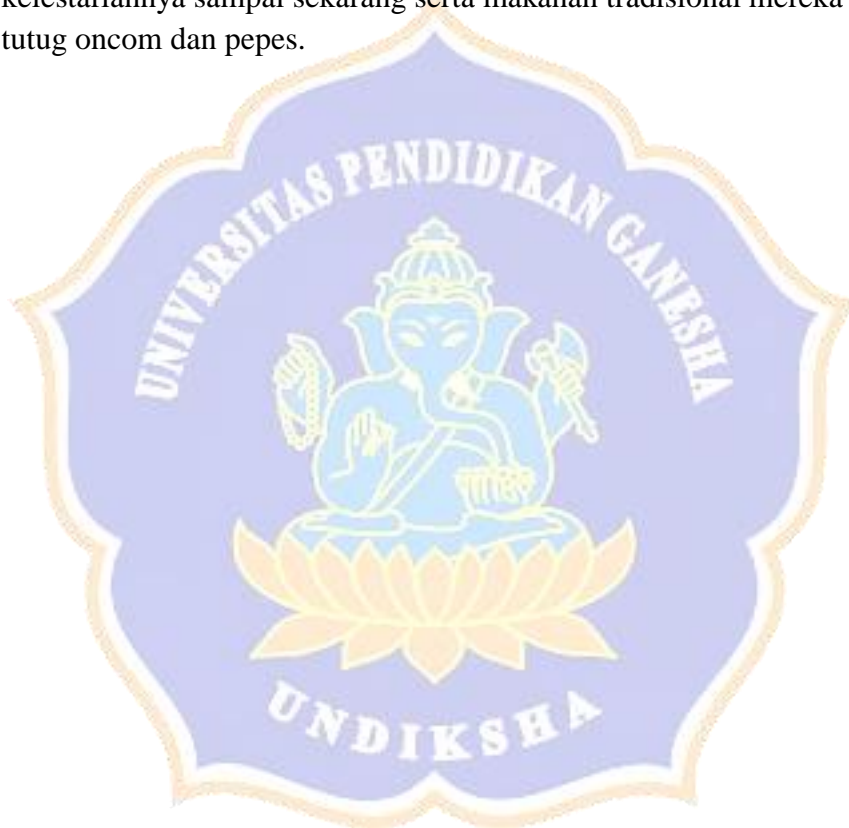 kelestariannya sampai sekarang serta makanan tradisional mereka
tutug oncom dan pepes.
UNIVERSITAS PENDIDIKAN GANESHA
UNDIKSHA